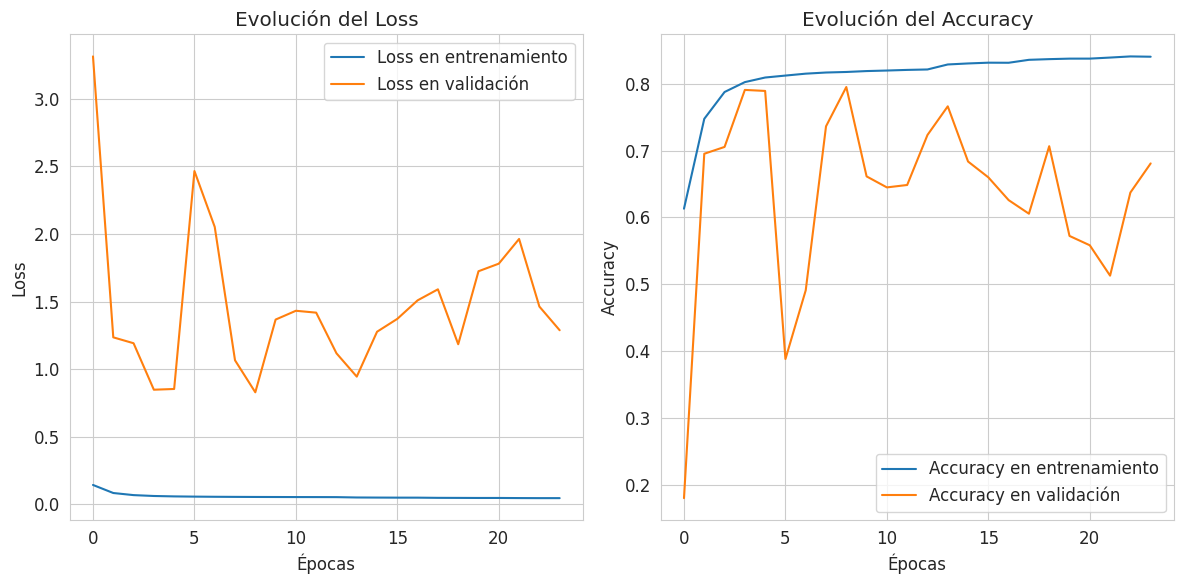 Evolución del Loss
Loss en entrenamiento
Loss en validación
3.0
2.5
2.0
1.5
1.0
0.5
0.0
Loss
0 5 10 15 20
Épocas
Evolución del Accuracy
0.8
0.7
0.6
0.5
0.4
0.3
0.2
Accuracy
Accuracy en entrenamiento
Accuracy en validación
0 5 10 15 20
Épocas